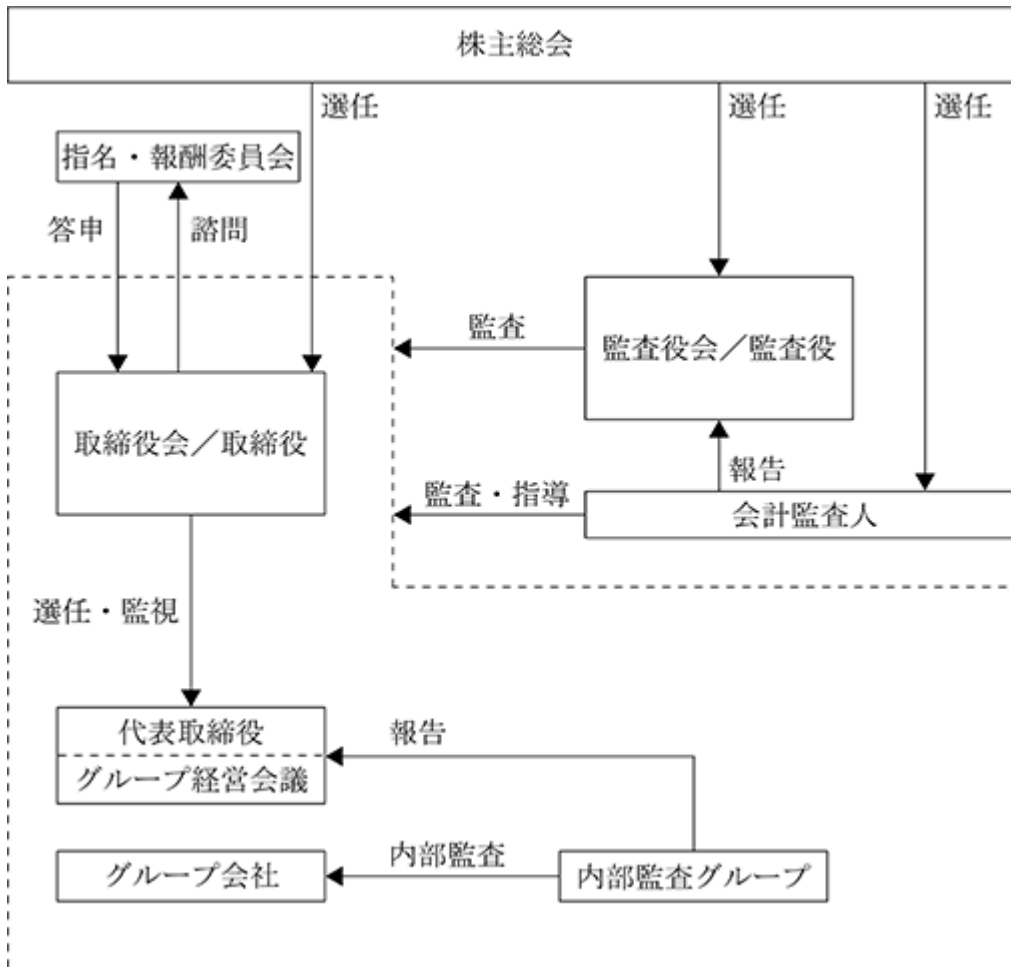 株主総会
選任
選任
選任
指名・報酬委員会
答申
諮問
監査
監査役会／監査役
取締役会／取締役
監査・指導
報告
会計監査人
選任・監視
代表取締役
グループ経営会議
報告
グループ会社
内部監査
内部監査グループ